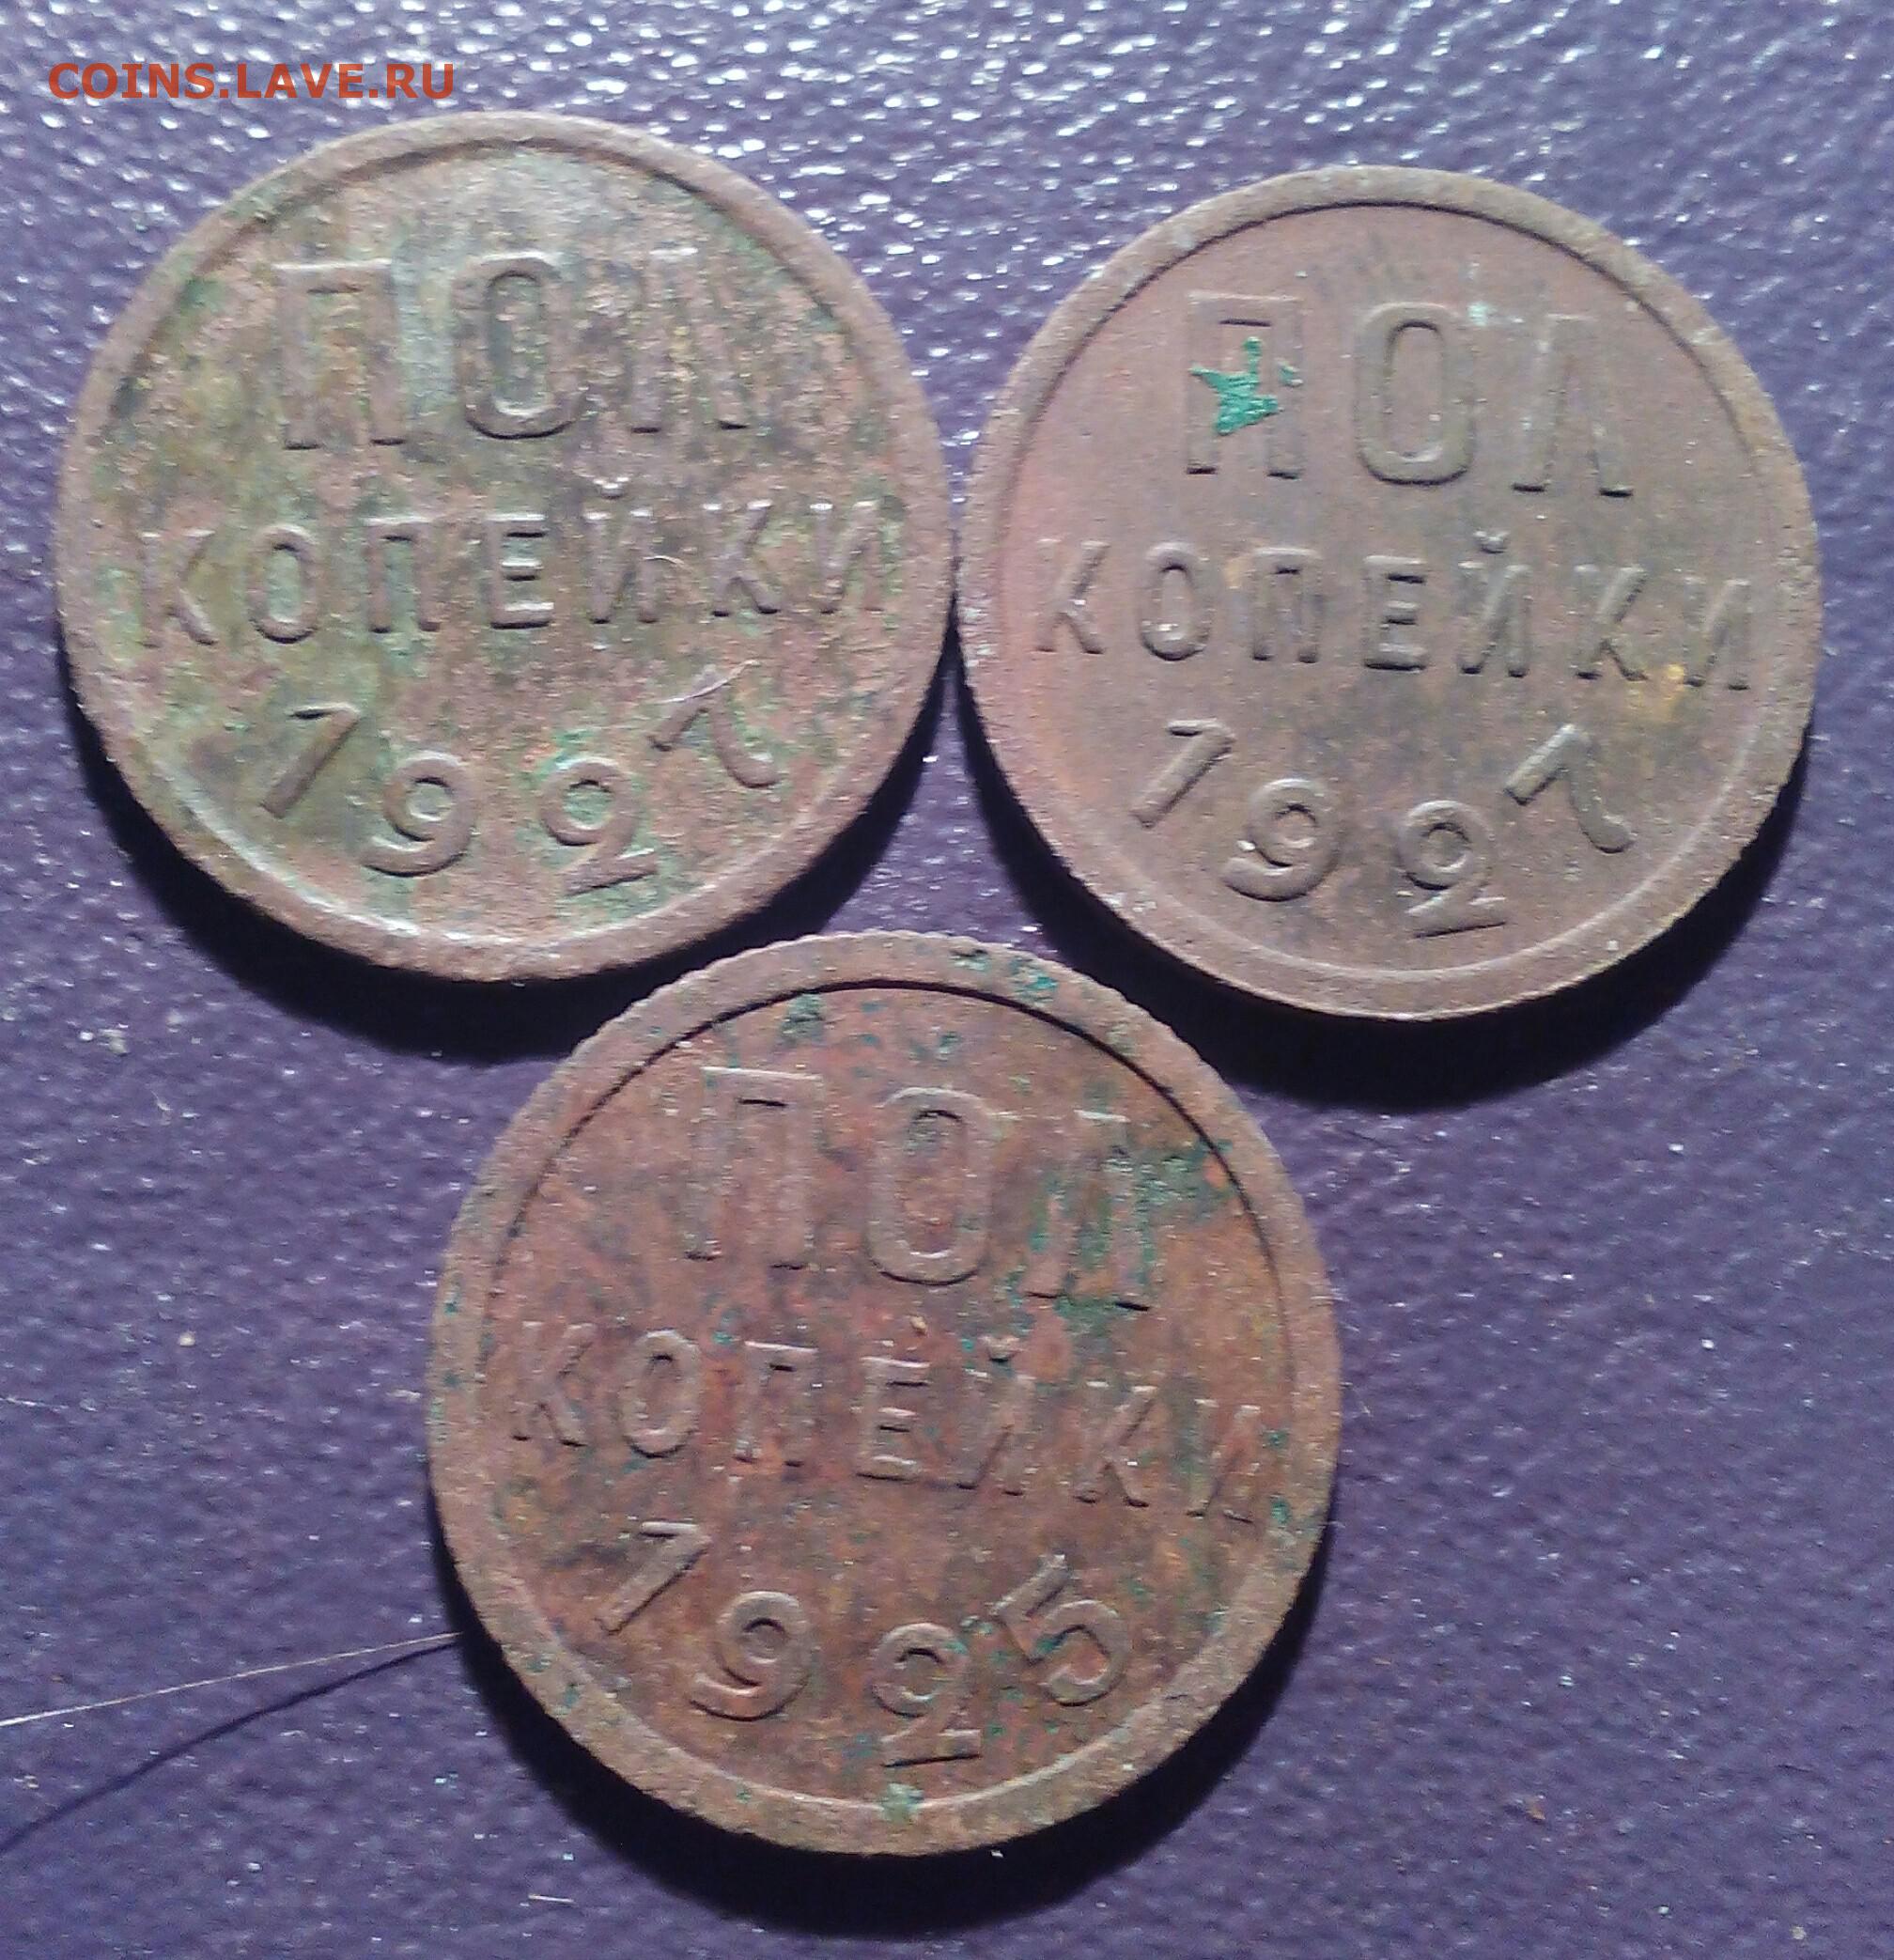 COINS.LAVE.RU
ПОЛ
КОПЕЙКИ
1927
ПОЛ
КОПЕЙКИ
1927
ПОЛ
КОПЕЙКИ
1925